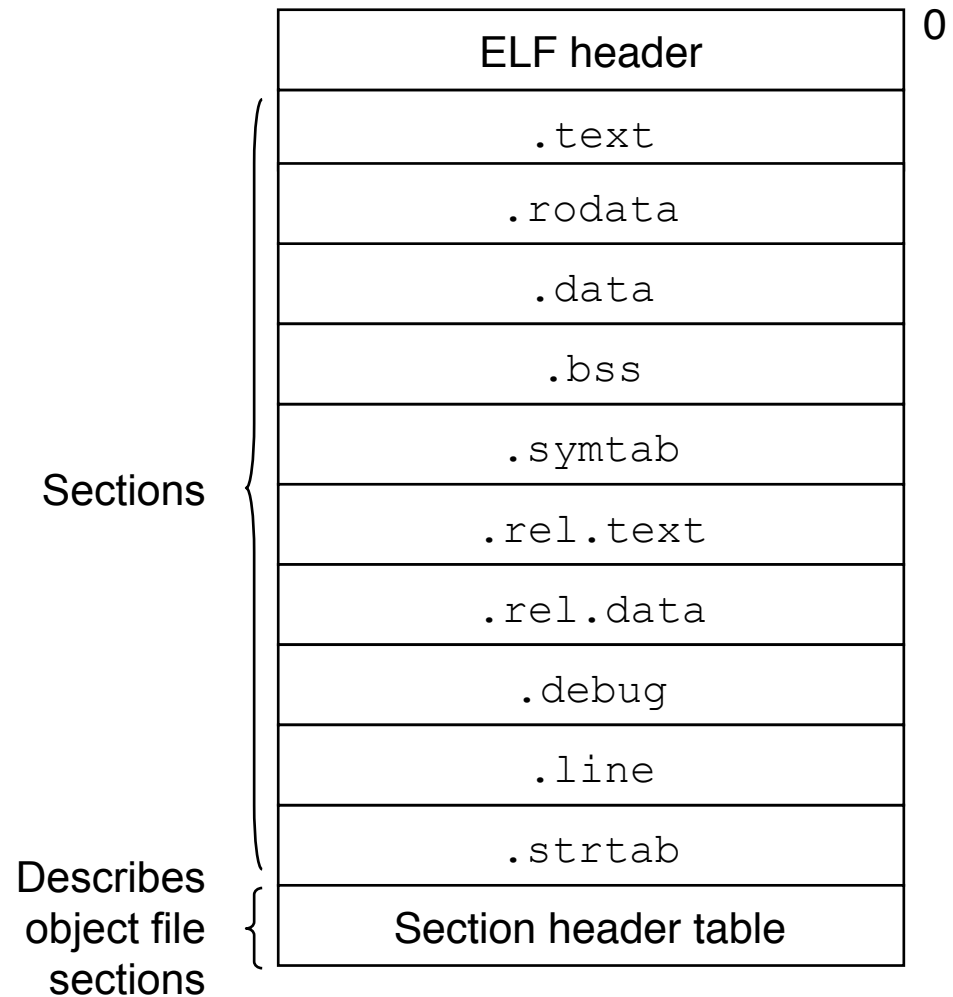 0
ELF header
.text
.rodata
.data
.bss
.symtab
Sections
.rel.text
.rel.data
.debug
.line
.strtab
Describes
object file
sections
Section header table